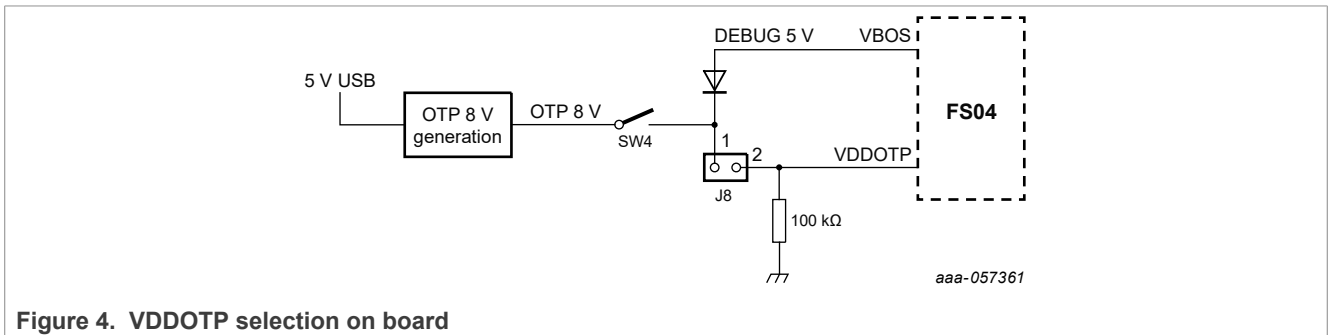 DEBUG 5 V VBOS
5 V USB
OTP 8 V
generation
OTP 8 V
SW4
FS04
1
2
VDDOTP
J8
100 kΩ
aaa-057361
Figure 4. VDDOTP selection on board